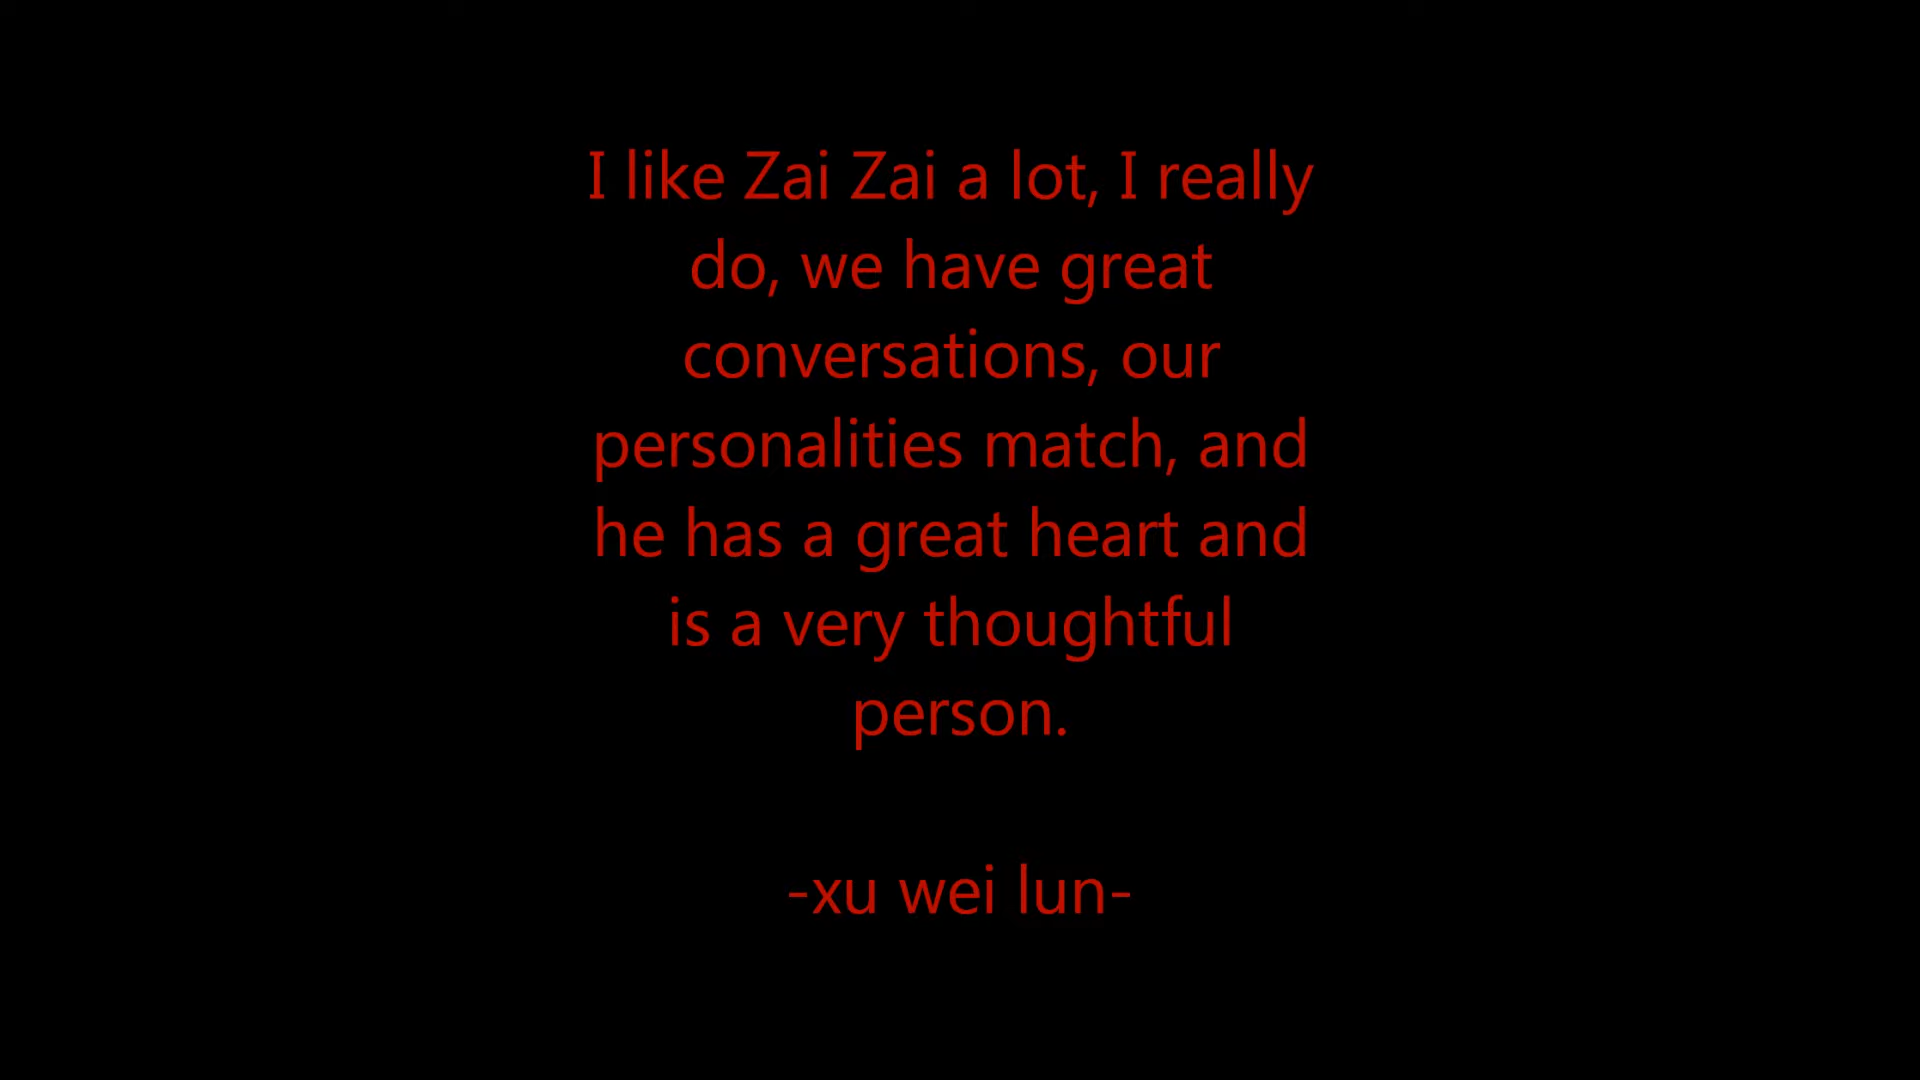 I like Zai Zai a lot, I really
do, we have great
conversations, our
personalities match, and
he has a great heart and
is a very thoughtful
person.
-xu wei lun-